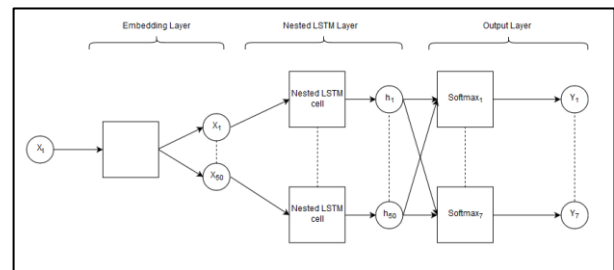 Embedding Layer
Nested LSTM Layer
Output Layer
Xt
X1
X60
Nested LSTM
cell
h1
Softmax1
Y1
Nested LSTM
cell
h50
Softmax7
Y7